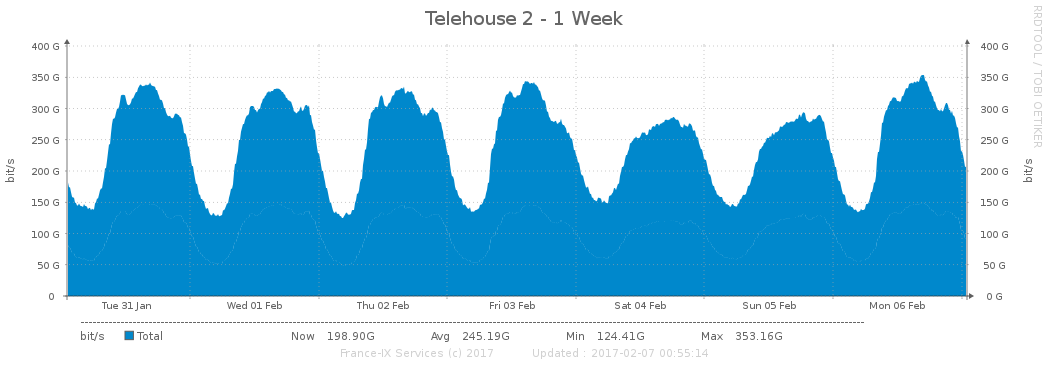 Telehouse 2 - 1 Week
RRDTOOL / TOBI OETIKER
400 G 400 G
350 G 350 G
300 G 300 G
250 G 250 G
200 G 200 G
150 G 150 G
100 G 100 G
50 G 50 G
0 0 G
bit/s bit/s
Tue 31 Jan Wed 01 Feb Thu 02 Feb Fri 03 Feb Sat 04 Feb Sun 05 Feb Mon 06 Feb
bit/s Total Now 198.90G Avg 245.19G Min 124.41G Max 353.16G
France-IX Services (c) 2017 Updated : 2017-02-07 00:55:14